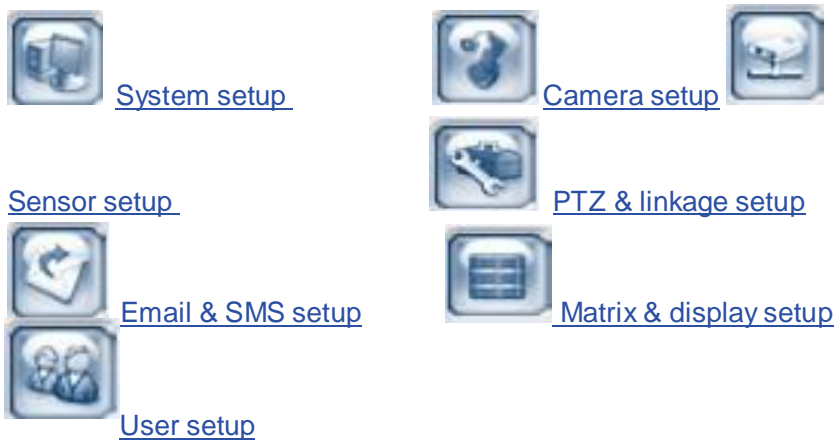 System setup
Camera setup
Sensor setup
PTZ & linkage setup
Email & SMS setup
Matrix & display setup
User setup